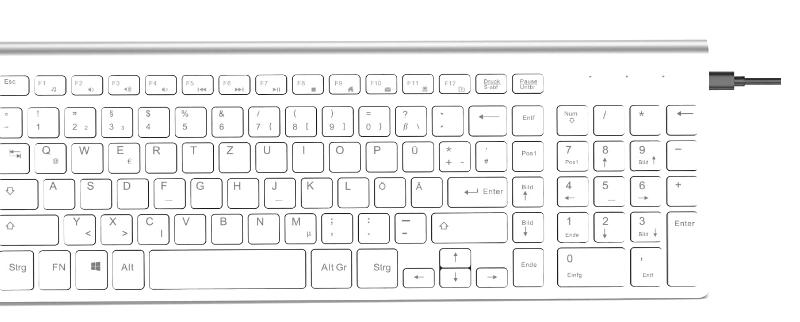 Esc F1 F2 F3 F4 F5 F6 F7 F8 F9 F10 F11 F12 Druck S-abf Pause Untbr
° ! 1 " 2 ² § 3 ³ $ 4 % 5 & 6 / 7 { ( 8 [ ) 9 ] = 0 } ? ß \ Entf Num / *
Q @ W E € R T Z U I O P Ü * + ~ ' # Pos1 7 Pos1 8 9 Bild −
A S D F G H J K L Ö Ä Enter Bild 4 5 6 +
Y < X > C | V B N M µ ; , : . Bild 1 Ende 2 3 Bild Enter
Strg FN Alt Alt Gr Strg Ende 0 Einfg , Entf